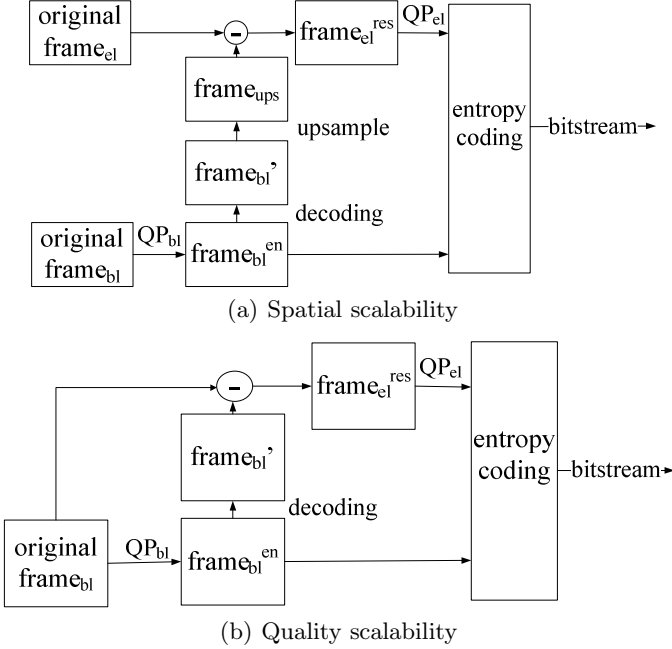 original
frame_el
-
frame_el^res
QP_el
frame_ups
upsample
entropy
coding
bitstream
frame_bl’
decoding
original
frame_bl
QP_bl
frame_bl^en
(a) Spatial scalability
-
frame_el^res
QP_el
frame_bl’
entropy
coding
bitstream
decoding
original
frame_bl
QP_bl
frame_bl^en
(b) Quality scalability